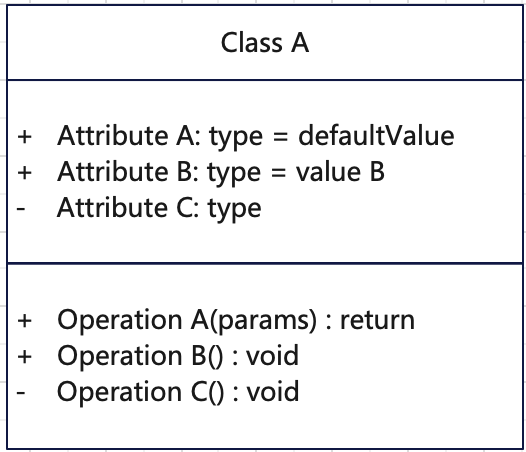 Class A
+ Attribute A: type = defaultValue
+ Attribute B: type = value B
- Attribute C: type
+ Operation A(params) : return
+ Operation B() : void
- Operation C() : void